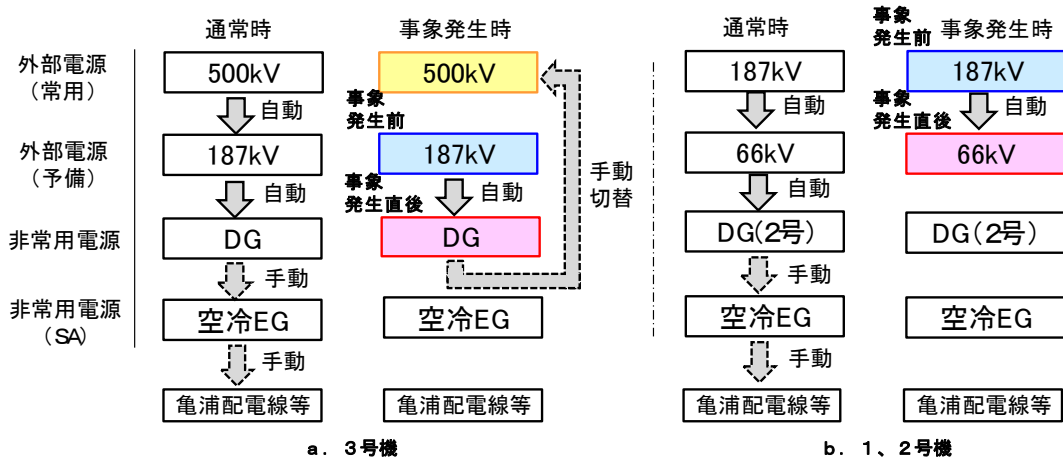 通常時
事象発生時
外部電源
（常用）
500kV
500kV
自動
事象
発生前
外部電源
（予備）
187kV
187kV
自動
事象
発生直後
自動
手動
切替
非常用電源
DG
DG
手動
非常用電源
（SA）
空冷EG
空冷EG
手動
亀浦配電線等
亀浦配電線等
a．３号機
通常時
事象
発生前
事象発生時
187kV
187kV
自動
事象
発生直後
自動
66kV
66kV
自動
DG（2号）
DG（2号）
手動
空冷EG
空冷EG
手動
亀浦配電線等
亀浦配電線等
b．１、２号機